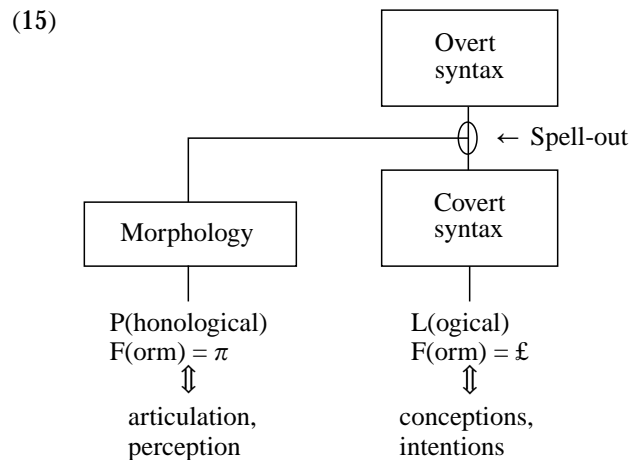 (15)
Overt
syntax
← Spell-out
Morphology
Covert
syntax
P(honological)
F(orm) = π
L(ogical)
F(orm) = £
⇕
⇕
articulation,
perception
conceptions,
intentions